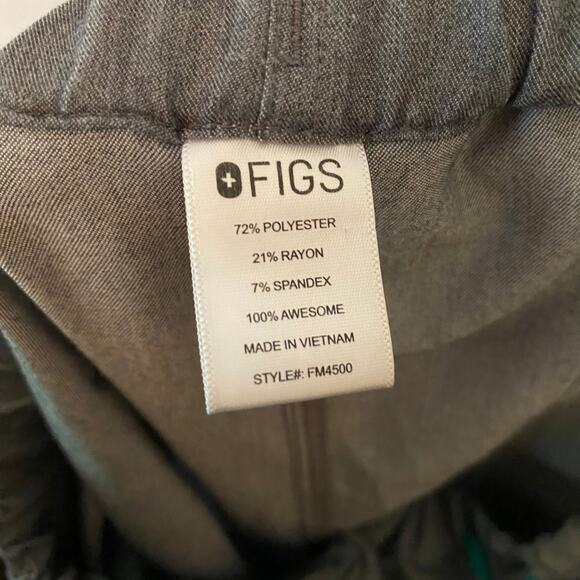 FIGS
72% POLYESTER
21% RAYON
7% SPANDEX
100% AWESOME
MADE IN VIETNAM
STYLE#: FM4500